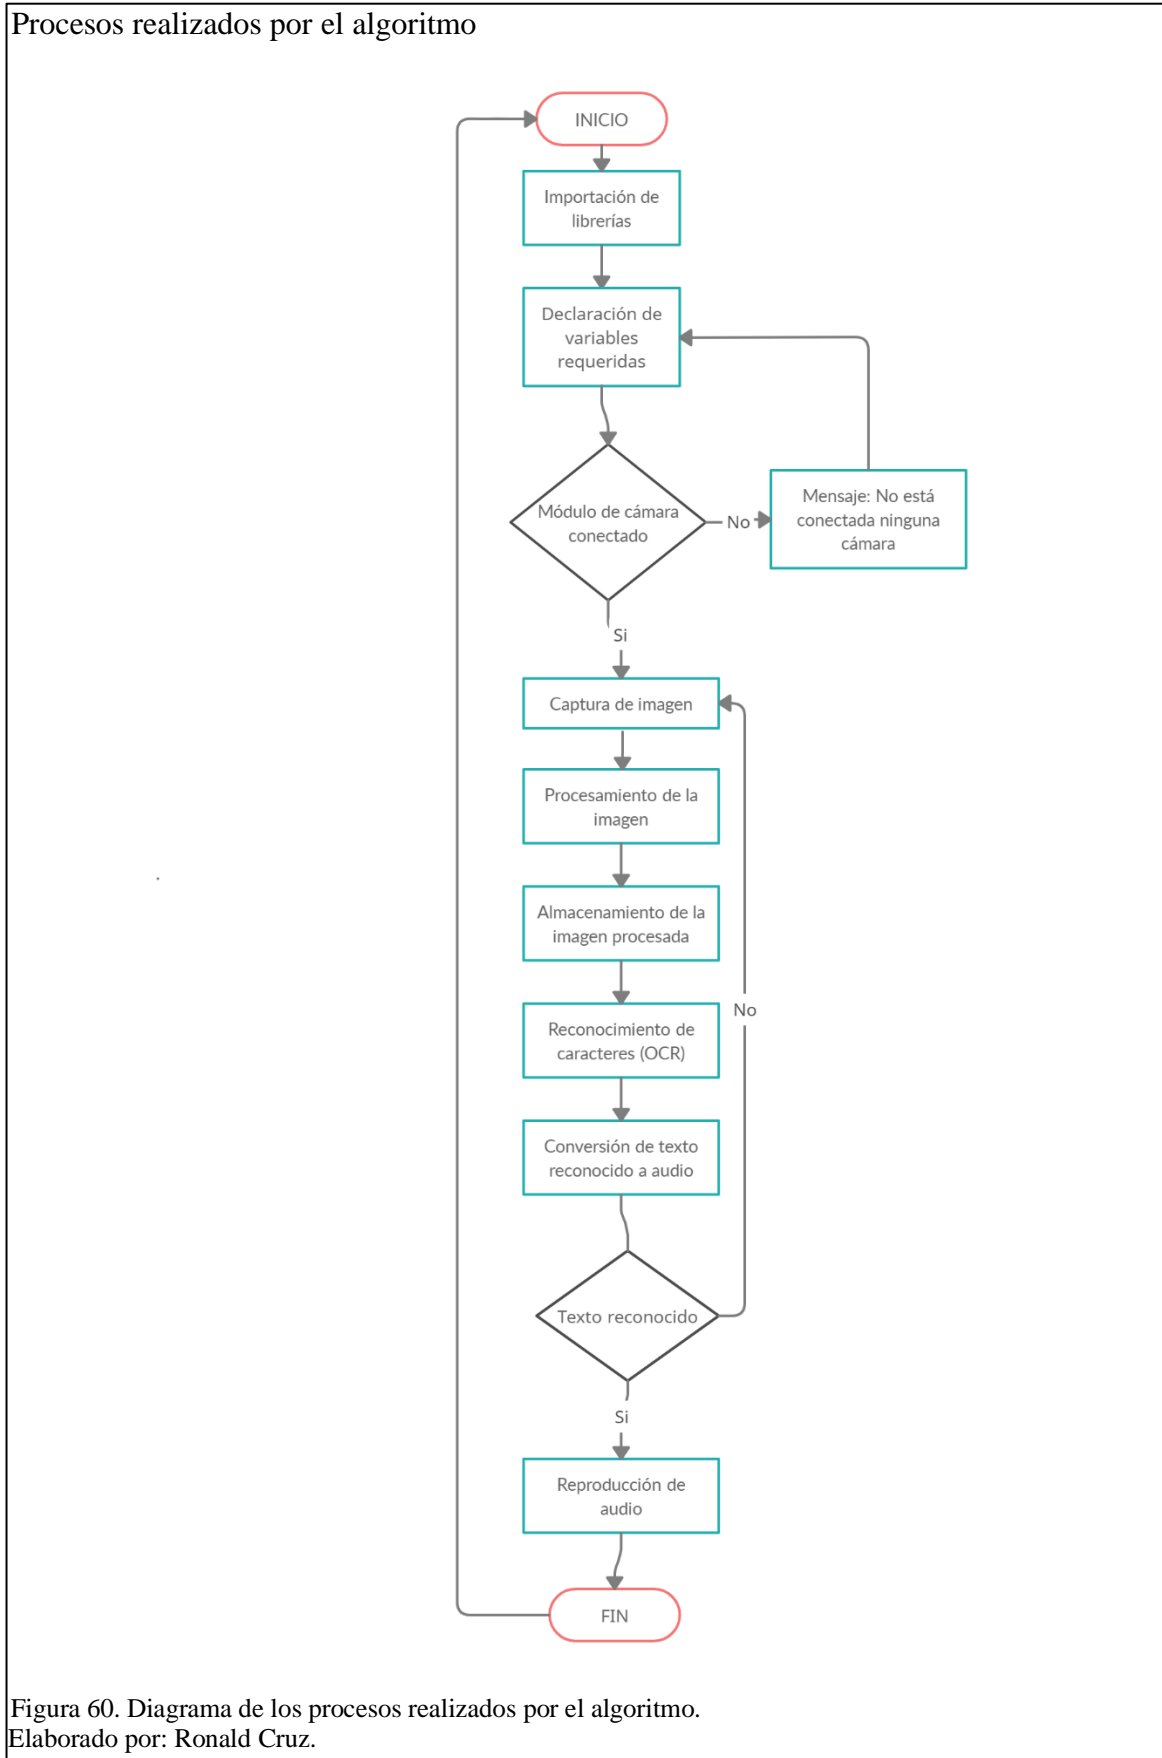 Procesos realizados por el algoritmo
INICIO
Importación de
librerías
Declaración de
variables
requeridas
Módulo de cámara
conectado
No
Mensaje: No está
conectada ninguna
cámara
Si
Captura de imagen
Procesamiento de la
imagen
Almacenamiento de la
imagen procesada
Reconocimiento de
caracteres (OCR)
No
Conversión de texto
reconocido a audio
Texto reconocido
Si
Reproducción de
audio
FIN
Figura 60. Diagrama de los procesos realizados por el algoritmo.
Elaborado por: Ronald Cruz.